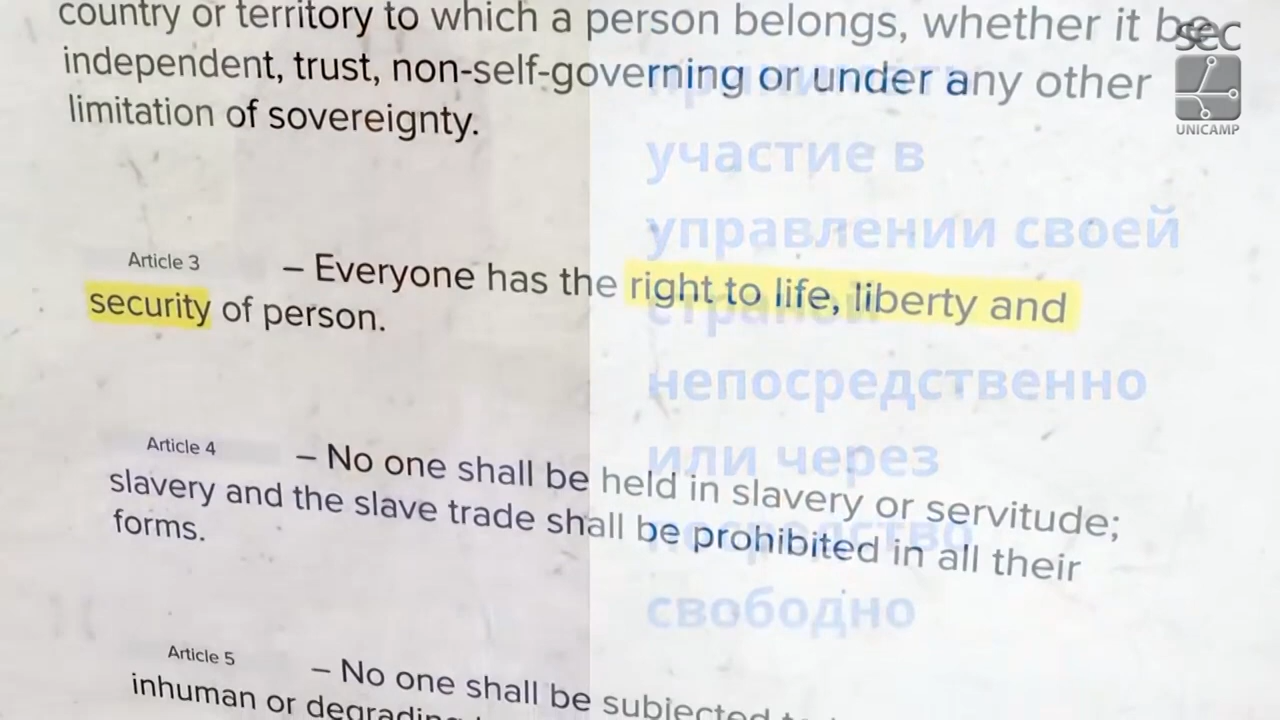 country or territory to which a person belongs, whether it be
independent, trust, non-self-governing or under any other
limitation of sovereignty.
Article 3 – Everyone has the right to life, liberty and
security of person.
Article 4 – No one shall be held in slavery or servitude;
slavery and the slave trade shall be prohibited in all their
forms.
Article 5 – No one shall be subjected
inhuman or degrading
участие в
управлении своей
страной
непосредственно
или через
посредство
свободно
sec
UNICAMP